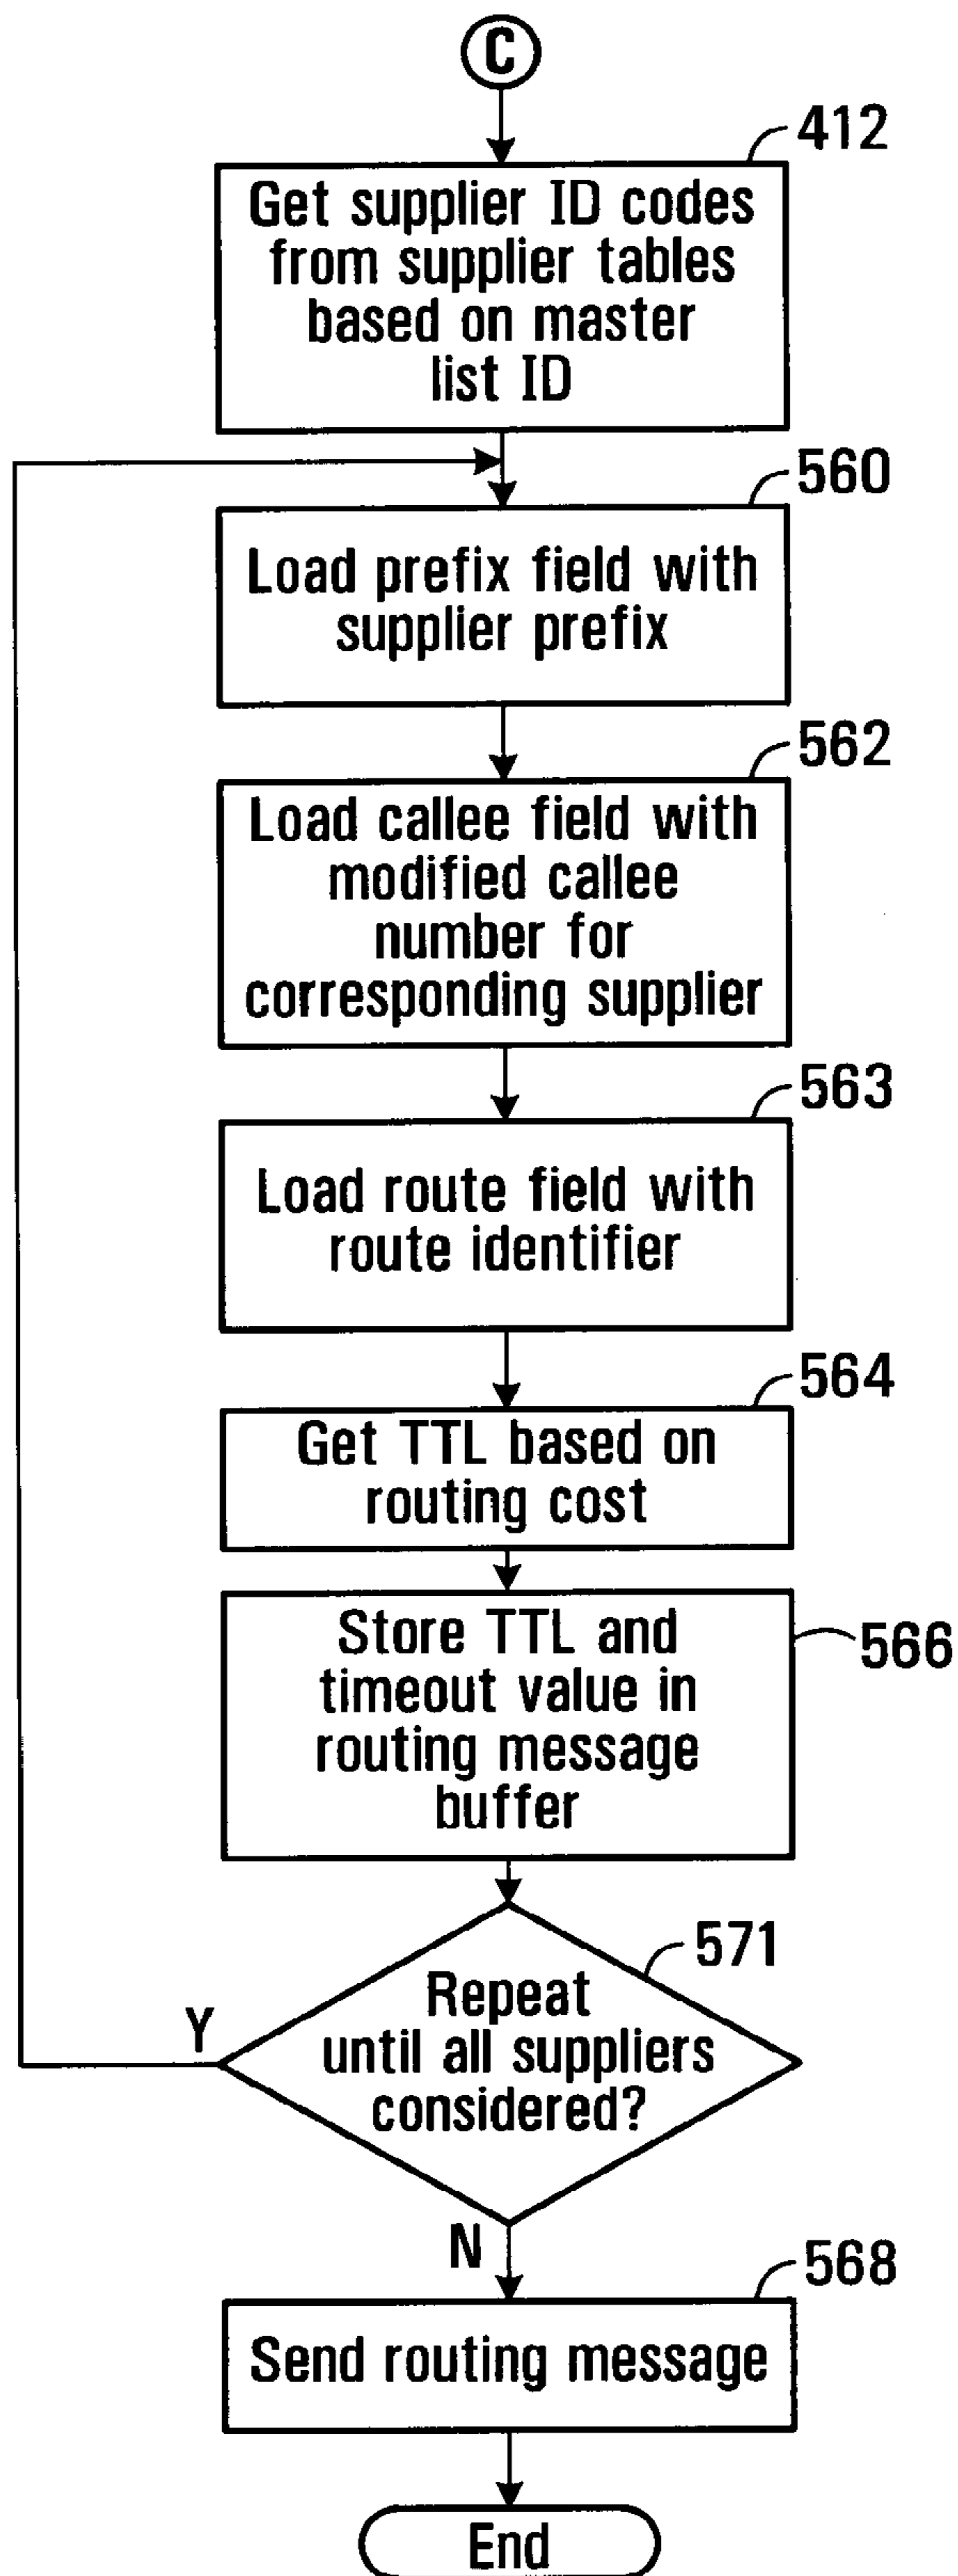 C
412
Get supplier ID codes
from supplier tables
based on master
list ID
560
Load prefix field with
supplier prefix
562
Load callee field with
modified callee
number for
corresponding supplier
563
Load route field with
route identifier
564
Get TTL based on
routing cost
566
Store TTL and
timeout value in
routing message
buffer
571
Repeat
until all suppliers
considered?
Y
N
568
Send routing message
End